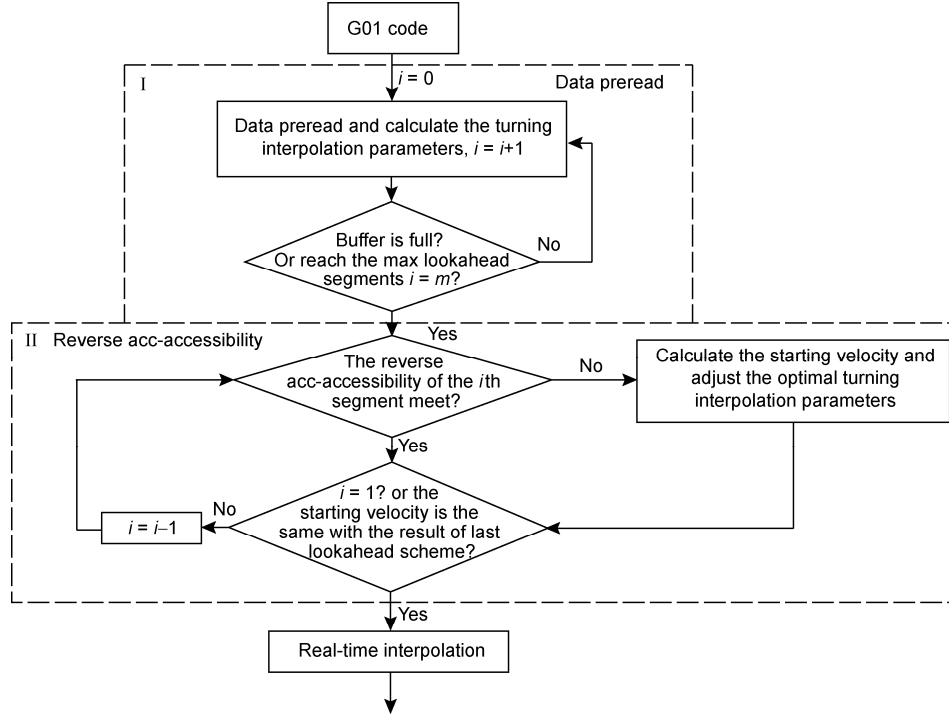 G01 code
i = 0
I
Data preread
Data preread and calculate the turning
interpolation parameters, i = i+1
Buffer is full?
Or reach the max lookahead
segments i = m?
No
Yes
II Reverse acc-accessibility
The reverse
acc-accessibility of the ith
segment meet?
No
Calculate the starting velocity and
adjust the optimal turning
interpolation parameters
Yes
i = 1? or the
starting velocity is the
same with the result of last
lookahead scheme?
No
i = i–1
Yes
Real-time interpolation